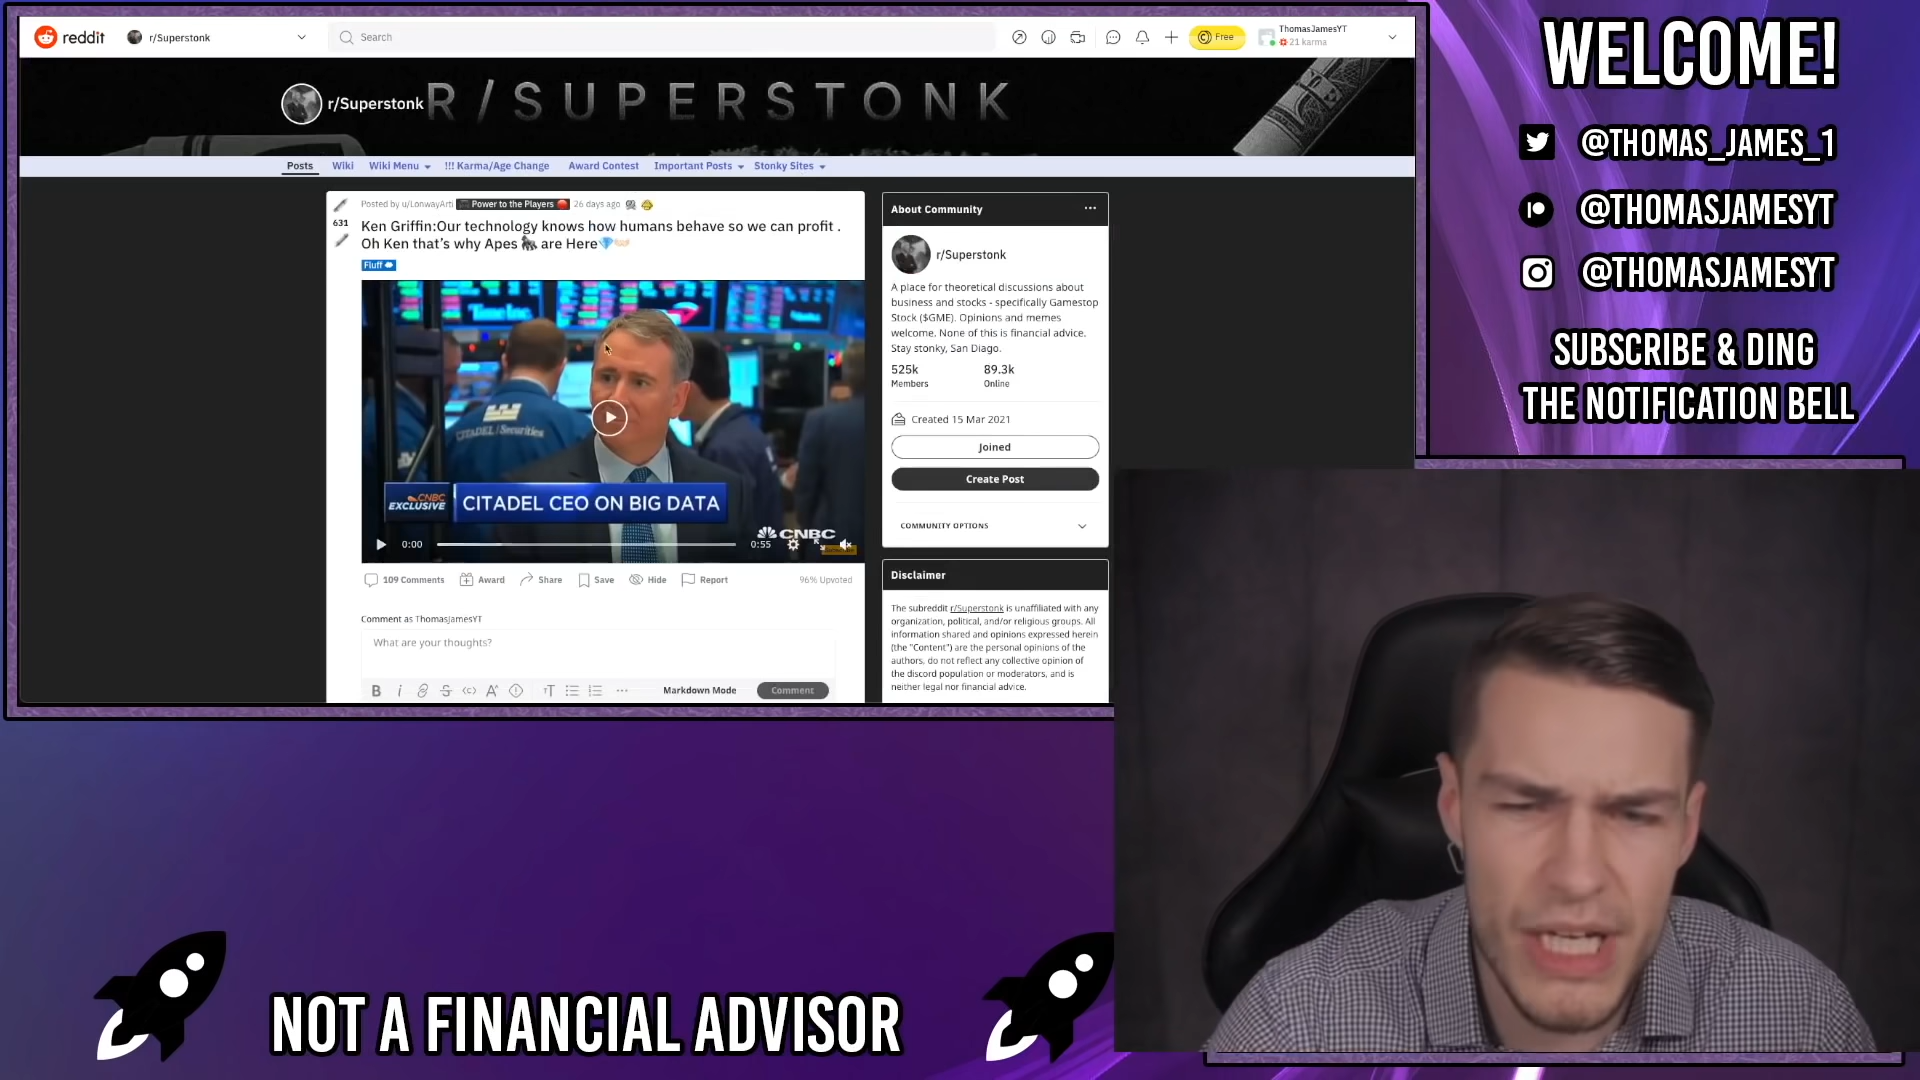 reddit
r/Superstonk
Search
Free
ThomasJamesYT
21 karma
r/Superstonk
R/SUPERSTONK
Posts
Wiki
Wiki Menu
!!! Karma/Age Change
Award Contest
Important Posts
Stonky Sites
Posted by u/LonwayArti Power to the Players 26 days ago
631
Ken Griffin:Our technology knows how humans behave so we can profit .
Oh Ken that's why Apes 🦍 are Here💎🤝🏻
Fluff
CITADEL | Securities
CNBC
EXCLUSIVE
CITADEL CEO ON BIG DATA
CNBC
0:00
0:55
109 Comments
Award
Share
Save
Hide
Report
96% Upvoted
Comment as ThomasJamesYT
What are your thoughts?
Markdown Mode
Comment
About Community
r/Superstonk
A place for theoretical discussions about
business and stocks - specifically Gamestop
Stock ($GME). Opinions and memes
welcome. None of this is financial advice.
Stay stonky, San Diago.
525k
Members
89.3k
Online
Created 15 Mar 2021
Joined
Create Post
COMMUNITY OPTIONS
Disclaimer
The subreddit r/Superstonk is unaffiliated with any
organization, political, and/or religious groups. All
information shared and opinions expressed herein
(the "Content") are the personal opinions of the
authors, do not reflect any collective opinion of
the discord population or moderators, and is
neither legal nor financial advice.
WELCOME!
@THOMAS_JAMES_1
@THOMASJAMESYT
@THOMASJAMESYT
SUBSCRIBE & DING
THE NOTIFICATION BELL
NOT A FINANCIAL ADVISOR